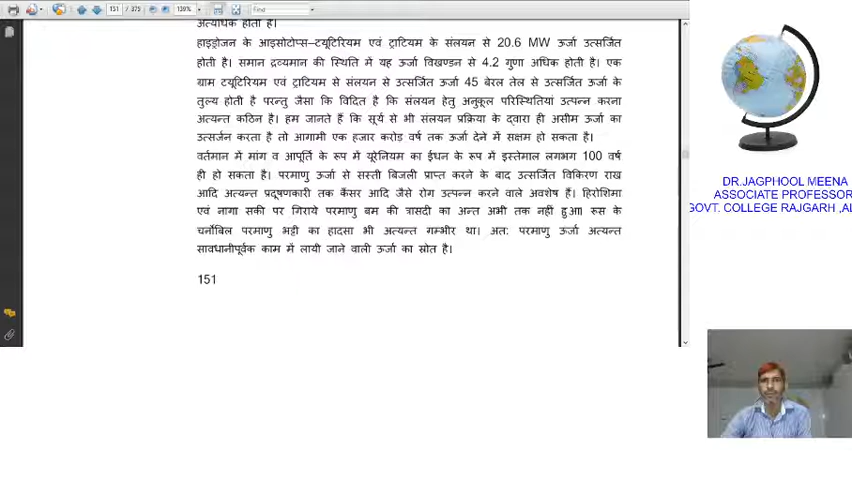 151 / 375
139%
Find
अत्याधिक होता है।
हाइड्रोजन के आइसोटोप्स–ट्यूटिरियम एवं ट्राटियम के संलयन से 20.6 MW ऊर्जा उत्सर्जित
होती है। समान द्रव्यमान की स्थिति में यह ऊर्जा विखण्डन से 4.2 गुणा अधिक होती है। एक
ग्राम टयूटिरियम एवं ट्राटियम से संलयन से उत्सर्जित ऊर्जा 45 बेरल तेल से उत्सर्जित ऊर्जा के
तुल्य होती है परन्तु जैसा कि विदित है कि संलयन हेतु अनुकूल परिस्थितियां उत्पन्न करना
अत्यन्त कठिन है। हम जानते हैं कि सूर्य से भी संलयन प्रक्रिया के द्वारा ही असीम ऊर्जा का
उत्सर्जन करता है तो आगामी एक हजार करोड़ वर्ष तक ऊर्जा देने में सक्षम हो सकता है।
वर्तमान में मांग व आपूर्ति के रूप में यूरेनियम का ईधन के रूप में इस्तेमाल लगभग 100 वर्ष
ही हो सकता है। परमाणु ऊर्जा से सस्ती बिजली प्राप्त करने के बाद उत्सर्जित विकिरण राख
आदि अत्यन्त प्रदूषणकारी तक कैंसर आदि जैसे रोग उत्पन्न करने वाले अवशेष हैं। हिरोशिमा
एवं नागा सकी पर गिराये परमाणु बम की त्रासदी का अन्त अभी तक नहीं हुआ। रूस के
चर्नोबिल परमाणु भट्टी का हादसा भी अत्यन्त गम्भीर था। अत: परमाणु ऊर्जा अत्यन्त
सावधानीपूर्वक काम में लायी जाने वाली ऊर्जा का स्रोत है।
151
DR.JAGPHOOL MEENA
ASSOCIATE PROFESSOR
GOVT. COLLEGE RAJGARH ,AL